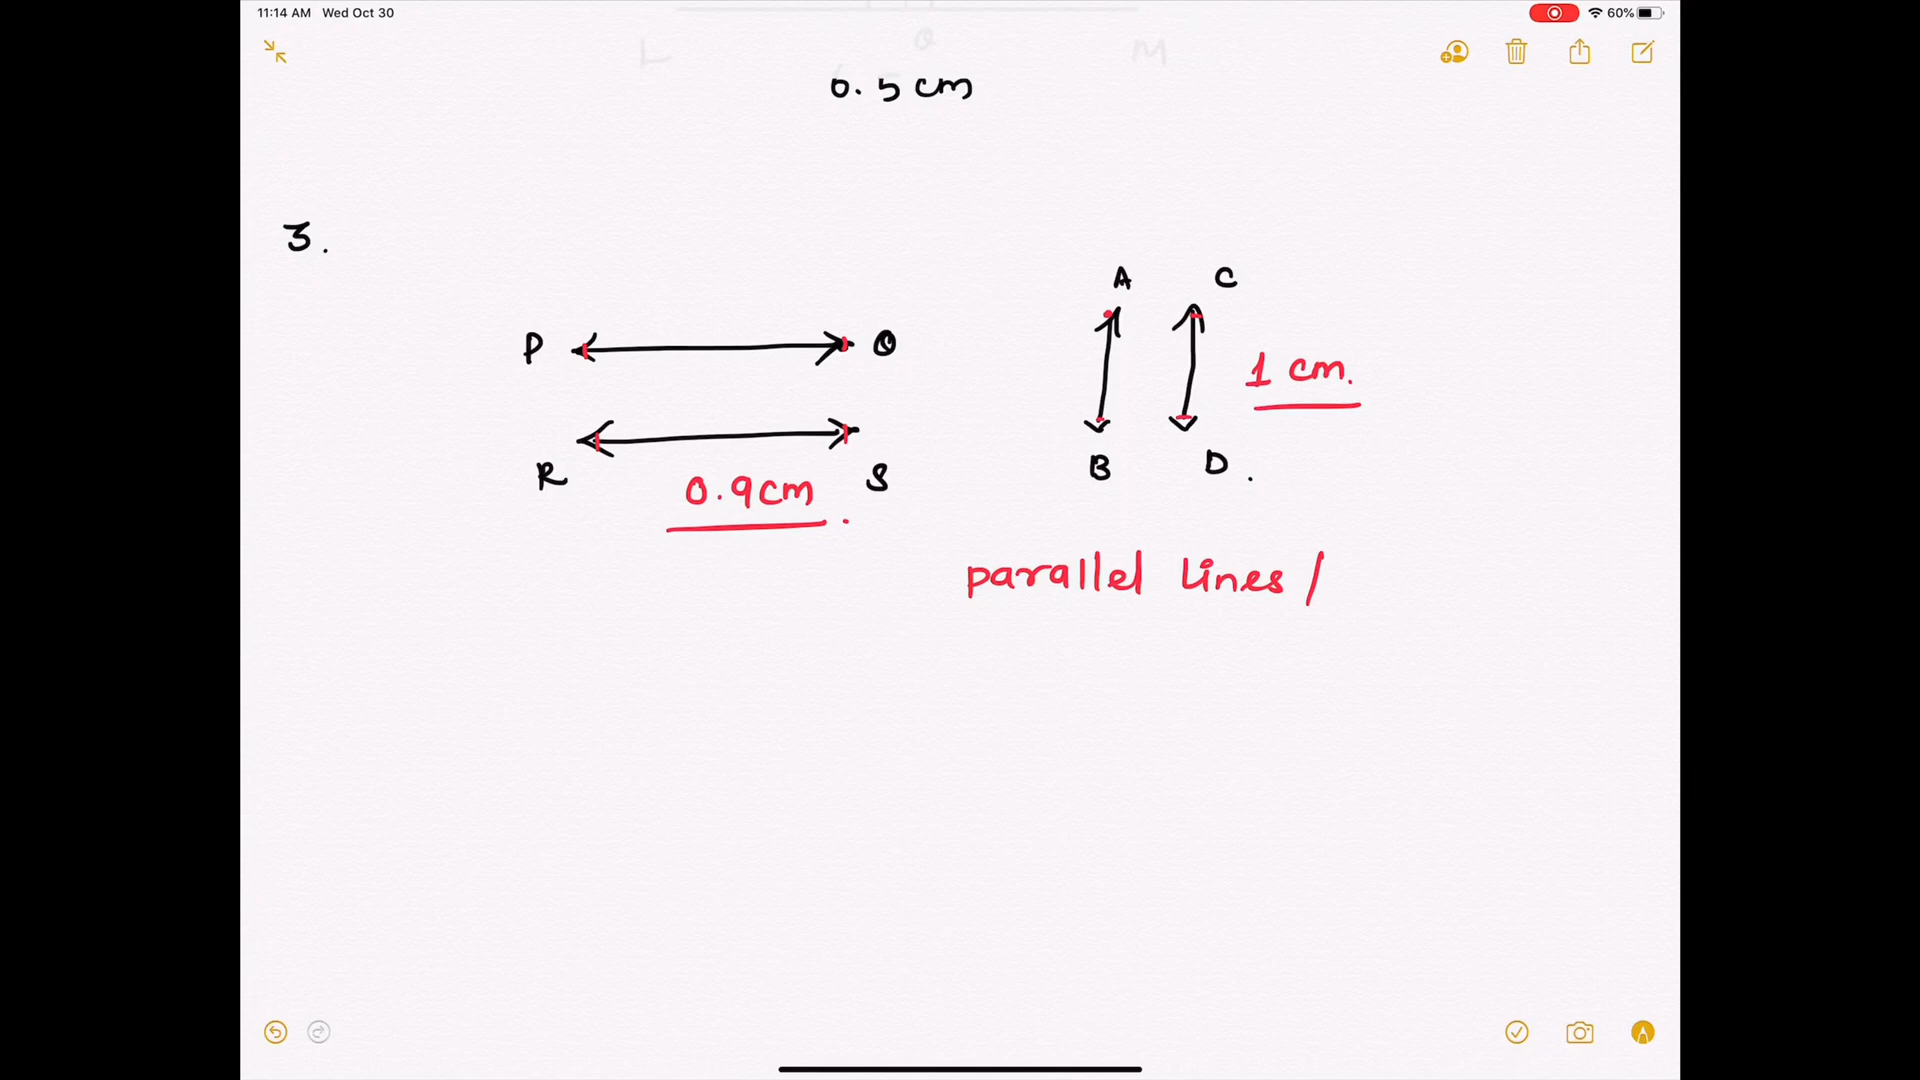 11:14 AM Wed Oct 30
60%
L O M
0.5 cm
3.
A C
P Q
1 cm.
R S
B D.
0.9cm.
parallel lines /